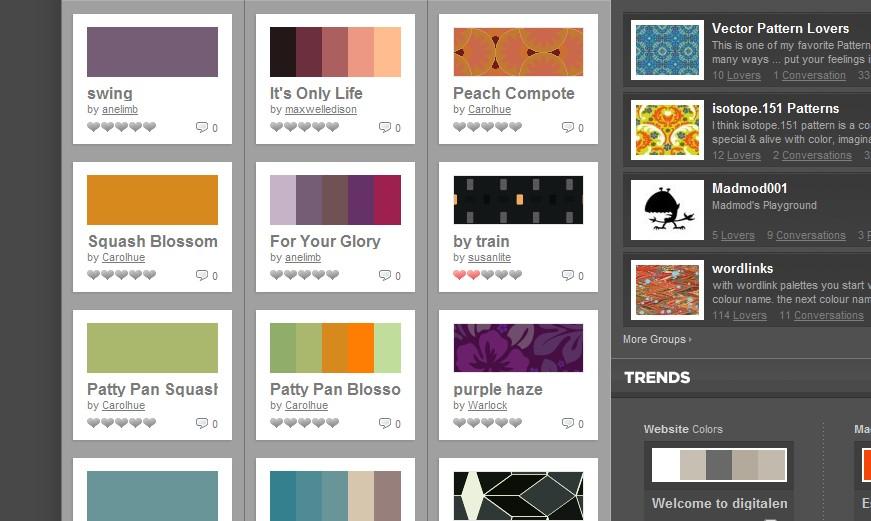 swing
by anelimb
0
It's Only Life
by maxwelledison
0
Peach Compote
by Carolhue
0
Squash Blossom
by Carolhue
0
For Your Glory
by anelimb
0
by train
by susanlite
0
Patty Pan Squash
by Carolhue
0
Patty Pan Blosso
by Carolhue
0
purple haze
by Warlock
0
Vector Pattern Lovers
This is one of my favorite Pattern
many ways ... put your feelings i
10 Lovers 1 Conversation 33
isotope.151 Patterns
I think isotope.151 pattern is a co
special & alive with color, imagina
12 Lovers 2 Conversations 3
Madmod001
Madmod's Playground
5 Lovers 9 Conversations 3 P
wordlinks
with wordlink palettes you start w
colour name. the next colour nam
114 Lovers 11 Conversations
More Groups ›
TRENDS
Website Colors
Ma
Welcome to digitalen
E